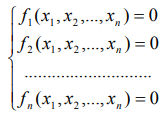 f₁(x₁, x₂,..., xₙ) = 0
f₂(x₁, x₂,..., xₙ) = 0
............................
fₙ(x₁, x₂,..., xₙ) = 0